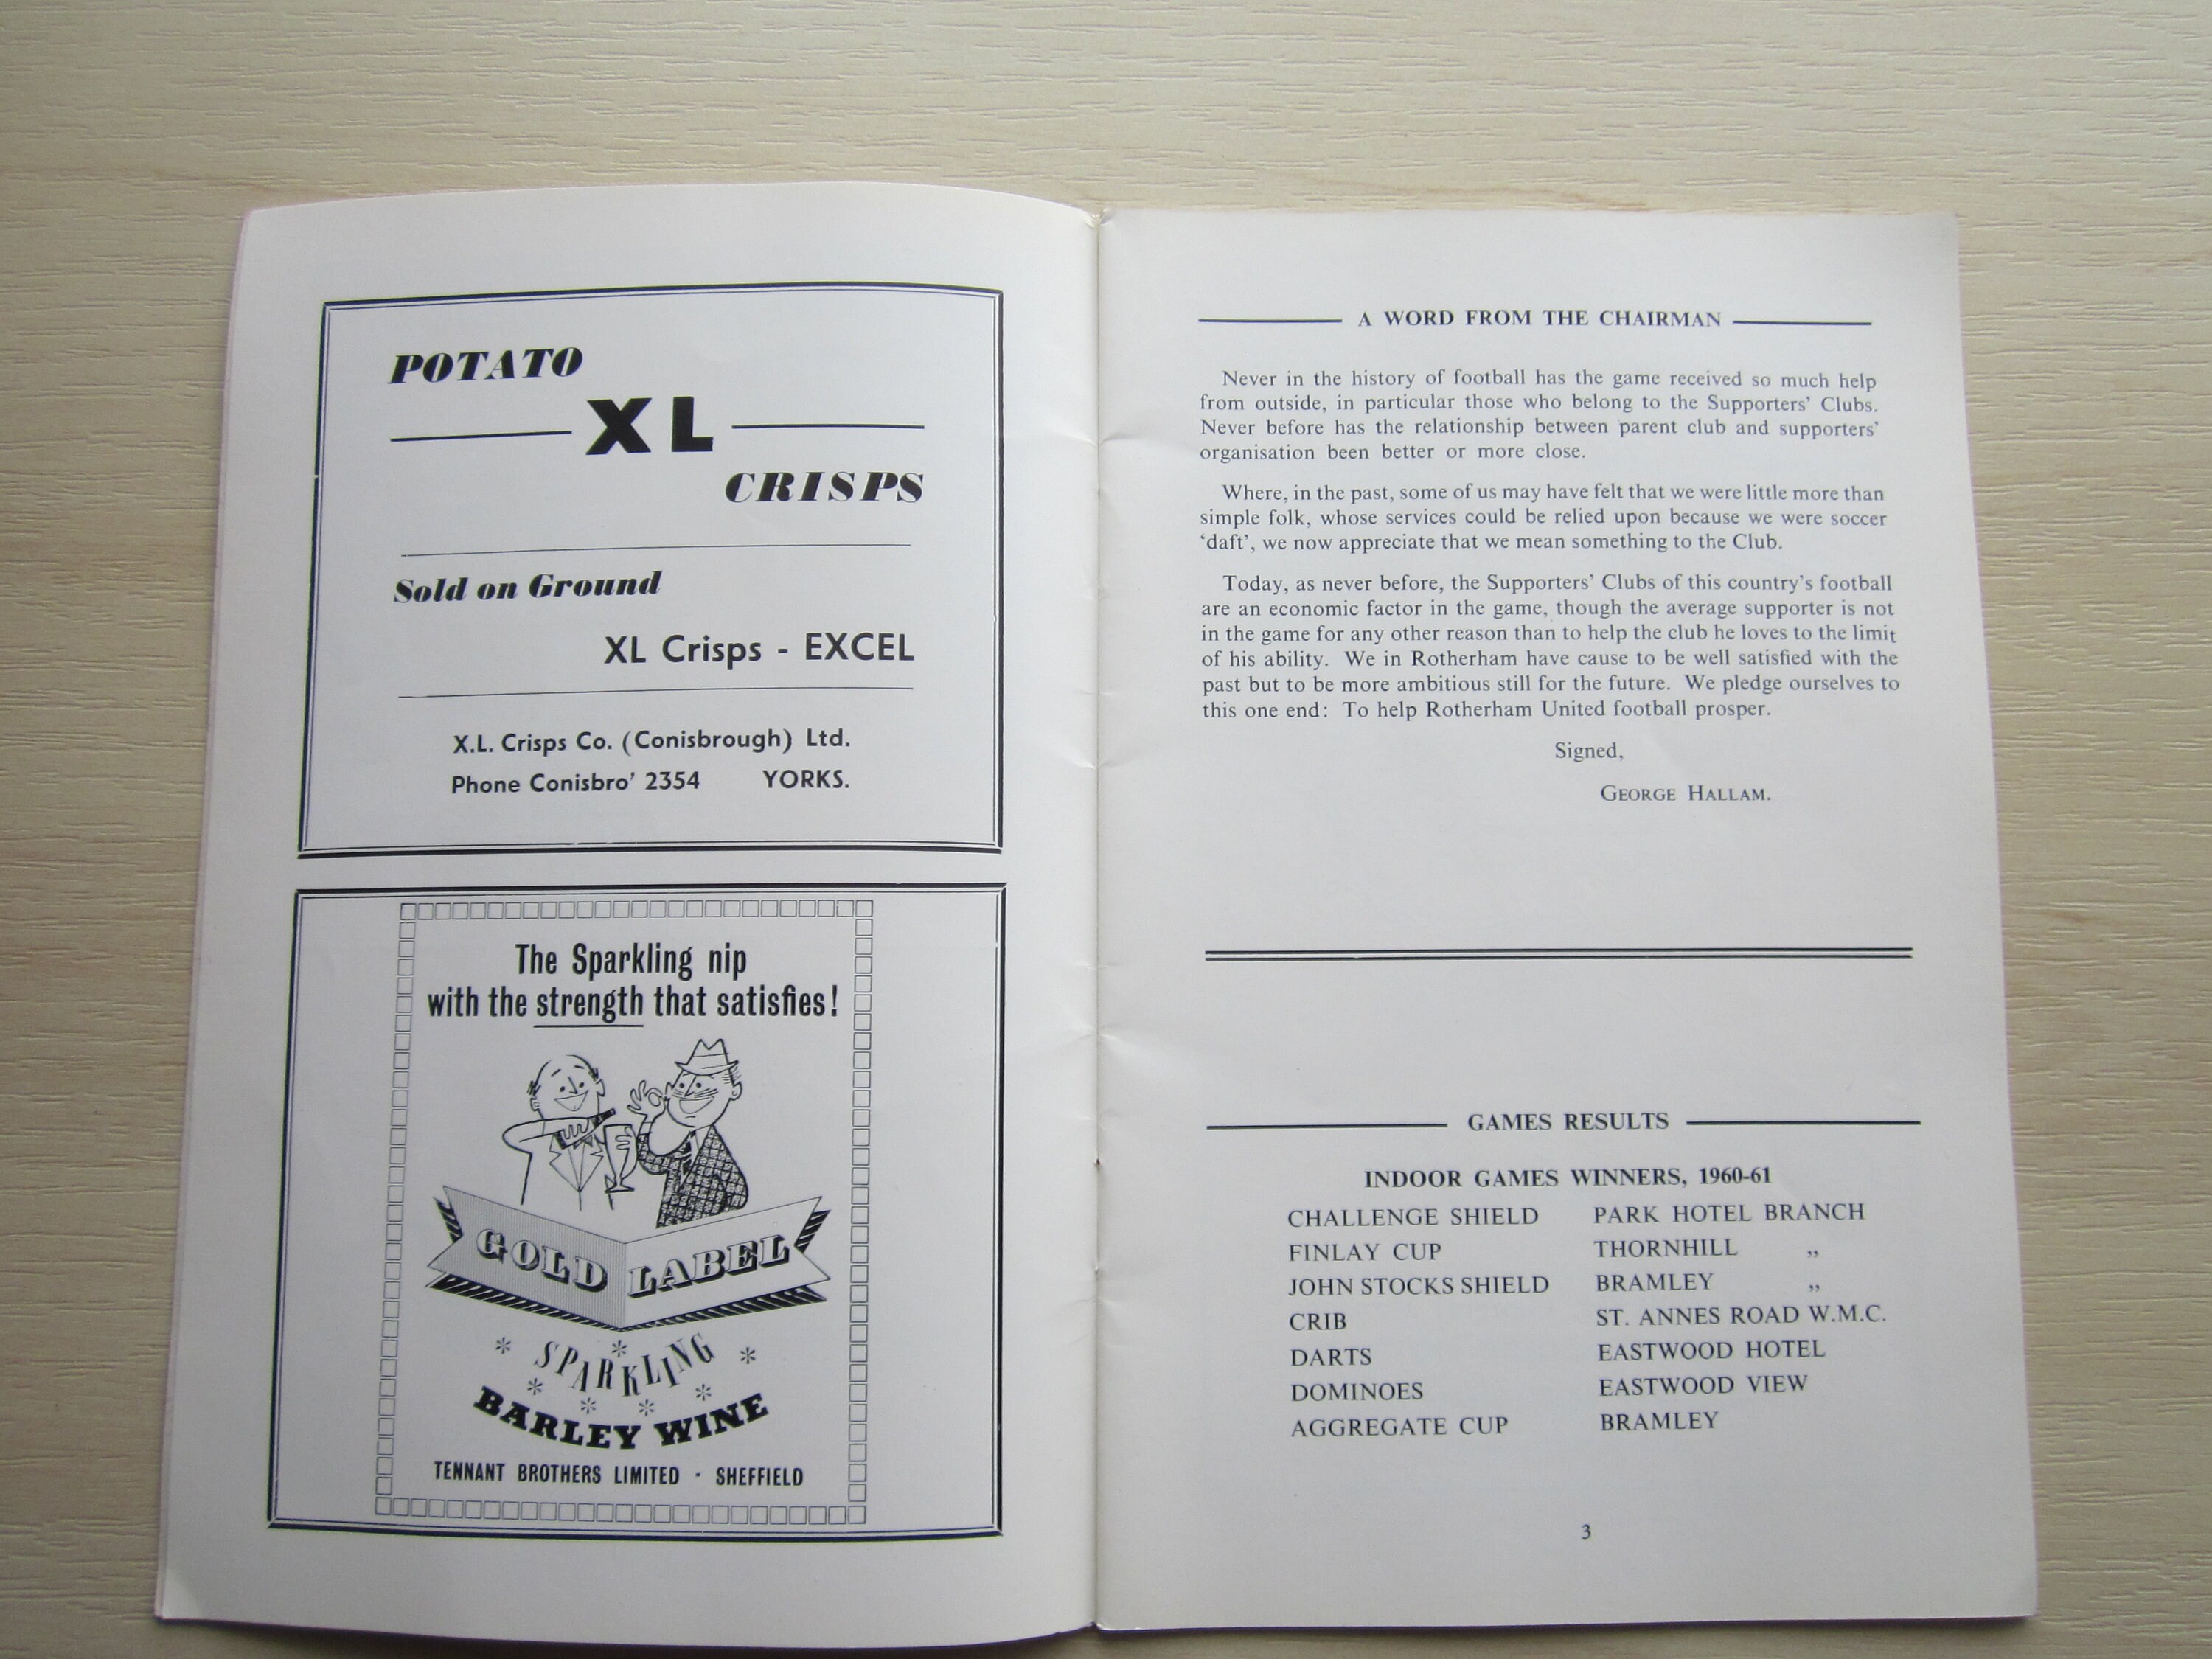 POTATO
XL
CRISPS
Sold on Ground
XL Crisps - EXCEL
X.L. Crisps Co. (Conisbrough) Ltd.
Phone Conisbro' 2354 YORKS.
The Sparkling nip
with the strength that satisfies!
GOLD LABEL
SPARKLING
BARLEY WINE
TENNANT BROTHERS LIMITED · SHEFFIELD
A WORD FROM THE CHAIRMAN
Never in the history of football has the game received so much help
from outside, in particular those who belong to the Supporters' Clubs.
Never before has the relationship between parent club and supporters'
organisation been better or more close.
Where, in the past, some of us may have felt that we were little more than
simple folk, whose services could be relied upon because we were soccer
'daft', we now appreciate that we mean something to the Club.
Today, as never before, the Supporters' Clubs of this country's football
are an economic factor in the game, though the average supporter is not
in the game for any other reason than to help the club he loves to the limit
of his ability. We in Rotherham have cause to be well satisfied with the
past but to be more ambitious still for the future. We pledge ourselves to
this one end: To help Rotherham United football prosper.
Signed,
GEORGE HALLAM.
GAMES RESULTS
INDOOR GAMES WINNERS, 1960-61
CHALLENGE SHIELD PARK HOTEL BRANCH
FINLAY CUP THORNHILL ,,
JOHN STOCKS SHIELD BRAMLEY ,,
CRIB ST. ANNES ROAD W.M.C.
DARTS EASTWOOD HOTEL
DOMINOES EASTWOOD VIEW
AGGREGATE CUP BRAMLEY
3